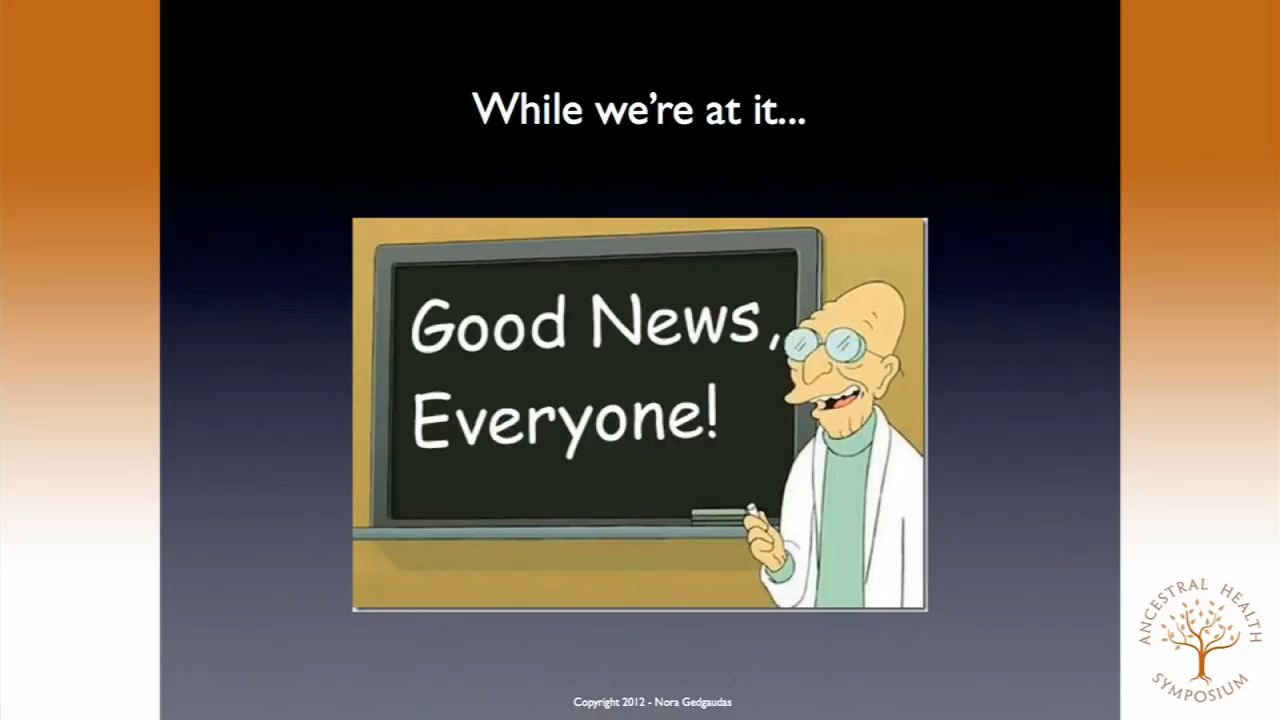 While we're at it...
Good News,
Everyone!
ANCESTRAL HEALTH
SYMPOSIUM
Copyright 2012 - Nora Gedgaudas